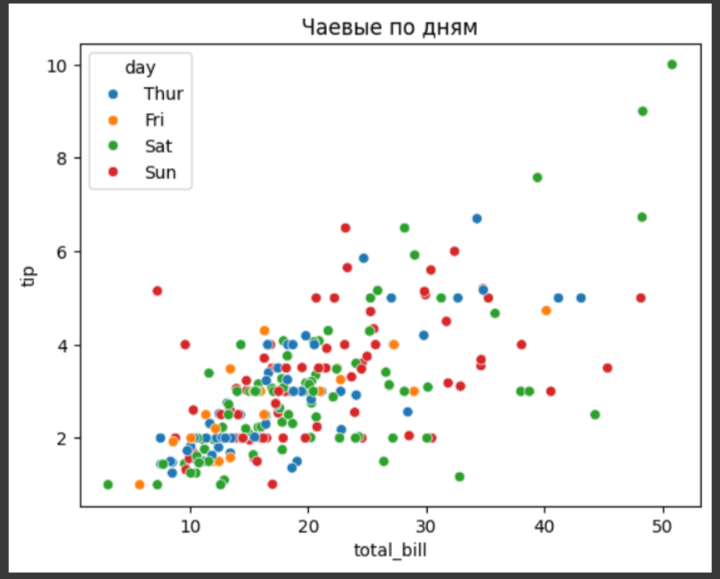 Чаевые по дням
10
8
6
4
2
tip
day
Thur
Fri
Sat
Sun
10 20 30 40 50
total_bill